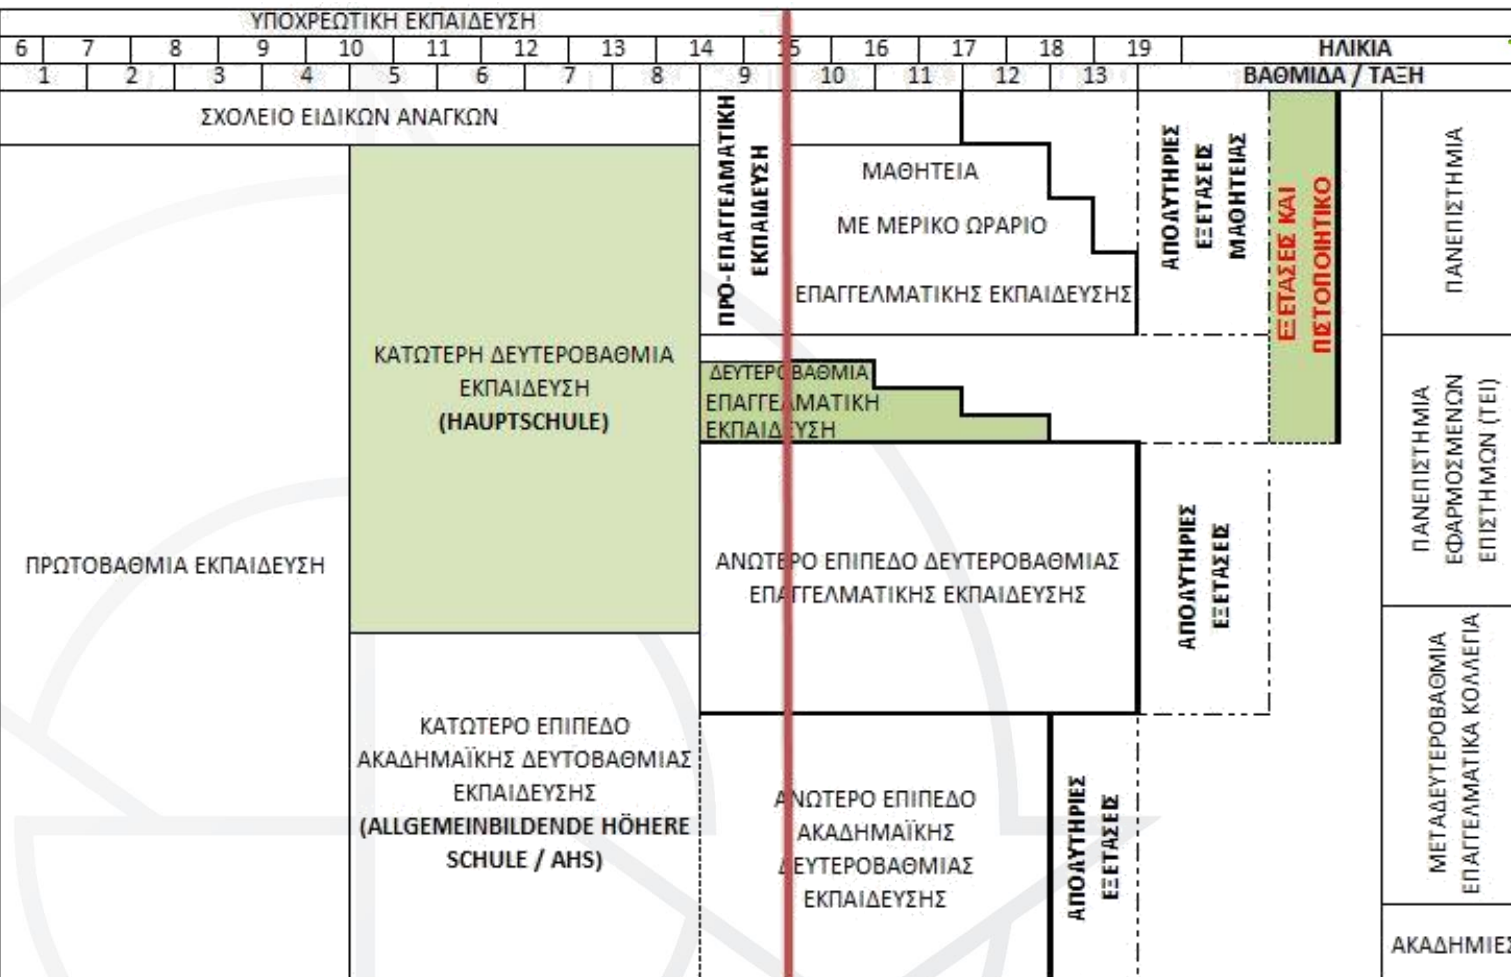 ΥΠΟΧΡΕΩΤΙΚΗ ΕΚΠΑΙΔΕΥΣΗ
6 7 8 9 10 11 12 13 14 15 16 17 18 19 ΗΛΙΚΙΑ
1 2 3 4 5 6 7 8 9 10 11 12 13 ΒΑΘΜΙΔΑ / ΤΑΞΗ
ΣΧΟΛΕΙΟ ΕΙΔΙΚΩΝ ΑΝΑΓΚΩΝ
ΠΡΩΤΟΒΑΘΜΙΑ ΕΚΠΑΙΔΕΥΣΗ
ΚΑΤΩΤΕΡΗ ΔΕΥΤΕΡΟΒΑΘΜΙΑ
ΕΚΠΑΙΔΕΥΣΗ
(HAUPTSCHULE)
ΚΑΤΩΤΕΡΟ ΕΠΙΠΕΔΟ
ΑΚΑΔΗΜΑΪΚΗΣ ΔΕΥΤΟΒΑΘΜΙΑΣ
ΕΚΠΑΙΔΕΥΣΗΣ
(ALLGEMEINBILDENDE HÖHERE
SCHULE / AHS)
ΠΡΟ-ΕΠΑΓΓΕΛΜΑΤΙΚΗ
ΕΚΠΑΙΔΕΥΣΗ
ΜΑΘΗΤΕΙΑ
ΜΕ ΜΕΡΙΚΟ ΩΡΑΡΙΟ
ΕΠΑΓΓΕΛΜΑΤΙΚΗΣ ΕΚΠΑΙΔΕΥΣΗΣ
ΔΕΥΤΕΡΟΒΑΘΜΙΑ
ΕΠΑΓΓΕΛΜΑΤΙΚΗ
ΕΚΠΑΙΔΕΥΣΗ
ΑΝΩΤΕΡΟ ΕΠΙΠΕΔΟ ΔΕΥΤΕΡΟΒΑΘΜΙΑΣ
ΕΠΑΓΓΕΛΜΑΤΙΚΗΣ ΕΚΠΑΙΔΕΥΣΗΣ
ΑΝΩΤΕΡΟ ΕΠΙΠΕΔΟ
ΑΚΑΔΗΜΑΪΚΗΣ
ΔΕΥΤΕΡΟΒΑΘΜΙΑΣ
ΕΚΠΑΙΔΕΥΣΗΣ
ΑΠΟΛΥΤΗΡΙΕΣ
ΕΞΕΤΑΣΕΙΣ
ΜΑΘΗΤΕΙΑΣ
ΑΠΟΛΥΤΗΡΙΕΣ
ΕΞΕΤΑΣΕΙΣ
ΑΠΟΛΥΤΗΡΙΕΣ
ΕΞΕΤΑΣΕΙΣ
ΕΞΕΤΑΣΕΙΣ ΚΑΙ
ΠΙΣΤΟΠΟΙΗΤΙΚΟ
ΠΑΝΕΠΙΣΤΗΜΙΑ
ΠΑΝΕΠΙΣΤΗΜΙΑ
ΕΦΑΡΜΟΣΜΕΝΩΝ
ΕΠΙΣΤΗΜΩΝ (ΤΕΙ)
ΜΕΤΑΔΕΥΤΕΡΟΒΑΘΜΙΑ
ΕΠΑΓΓΕΛΜΑΤΙΚΑ ΚΟΛΛΕΓΙΑ
ΑΚΑΔΗΜΙΕΣ